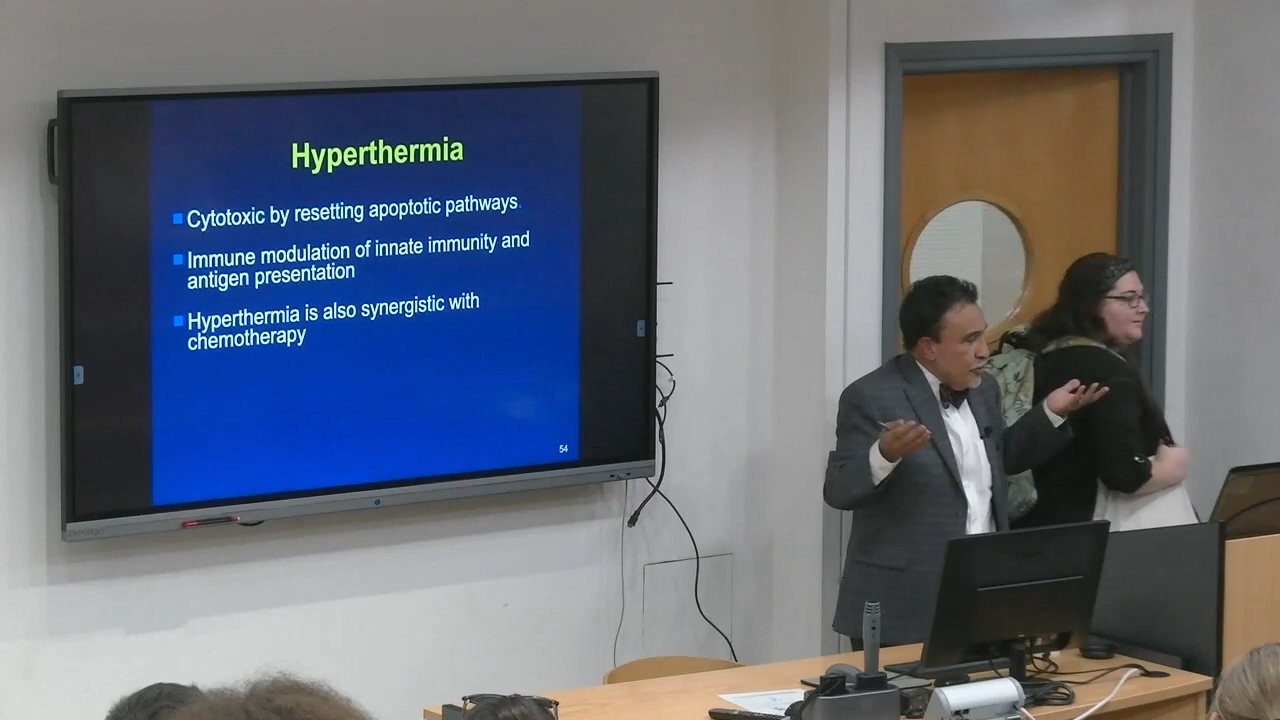 Hyperthermia
Cytotoxic by resetting apoptotic pathways.
Immune modulation of innate immunity and
antigen presentation
Hyperthermia is also synergistic with
chemotherapy
54